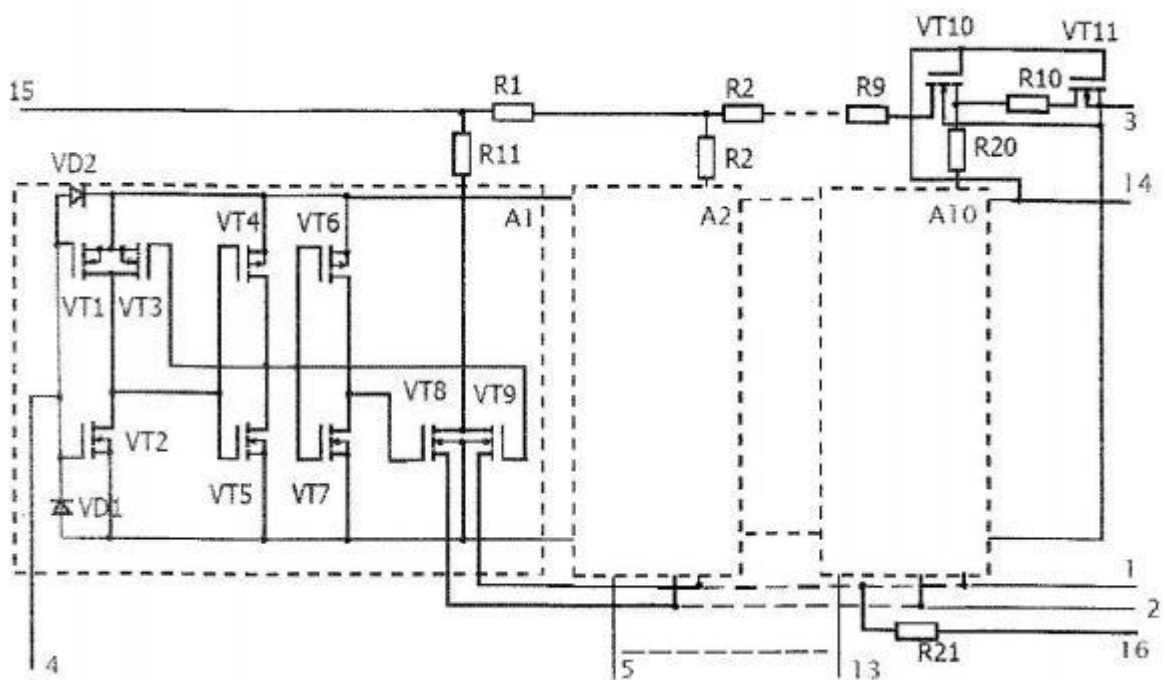 VT10 VT11
15 R1 R2 R9 R10
3
R11 R2 R20
VD2 14
VT4 VT6 A1 A2 A10
VT1 VT3
VT8 VT9
VT2
VD1 VT5 VT7
1
2
4 5 13 R21 16